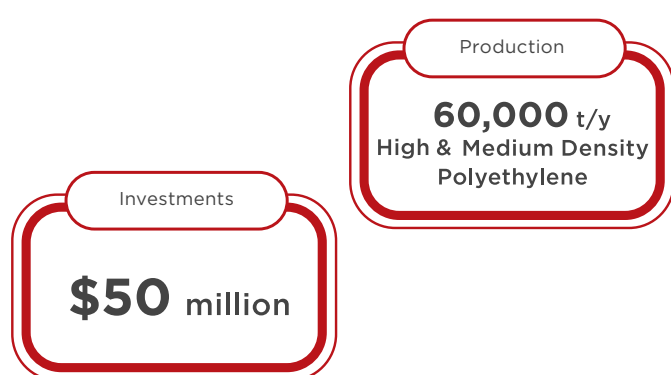 Production
60,000 t/y
High & Medium Density
Polyethylene
Investments
$50 million